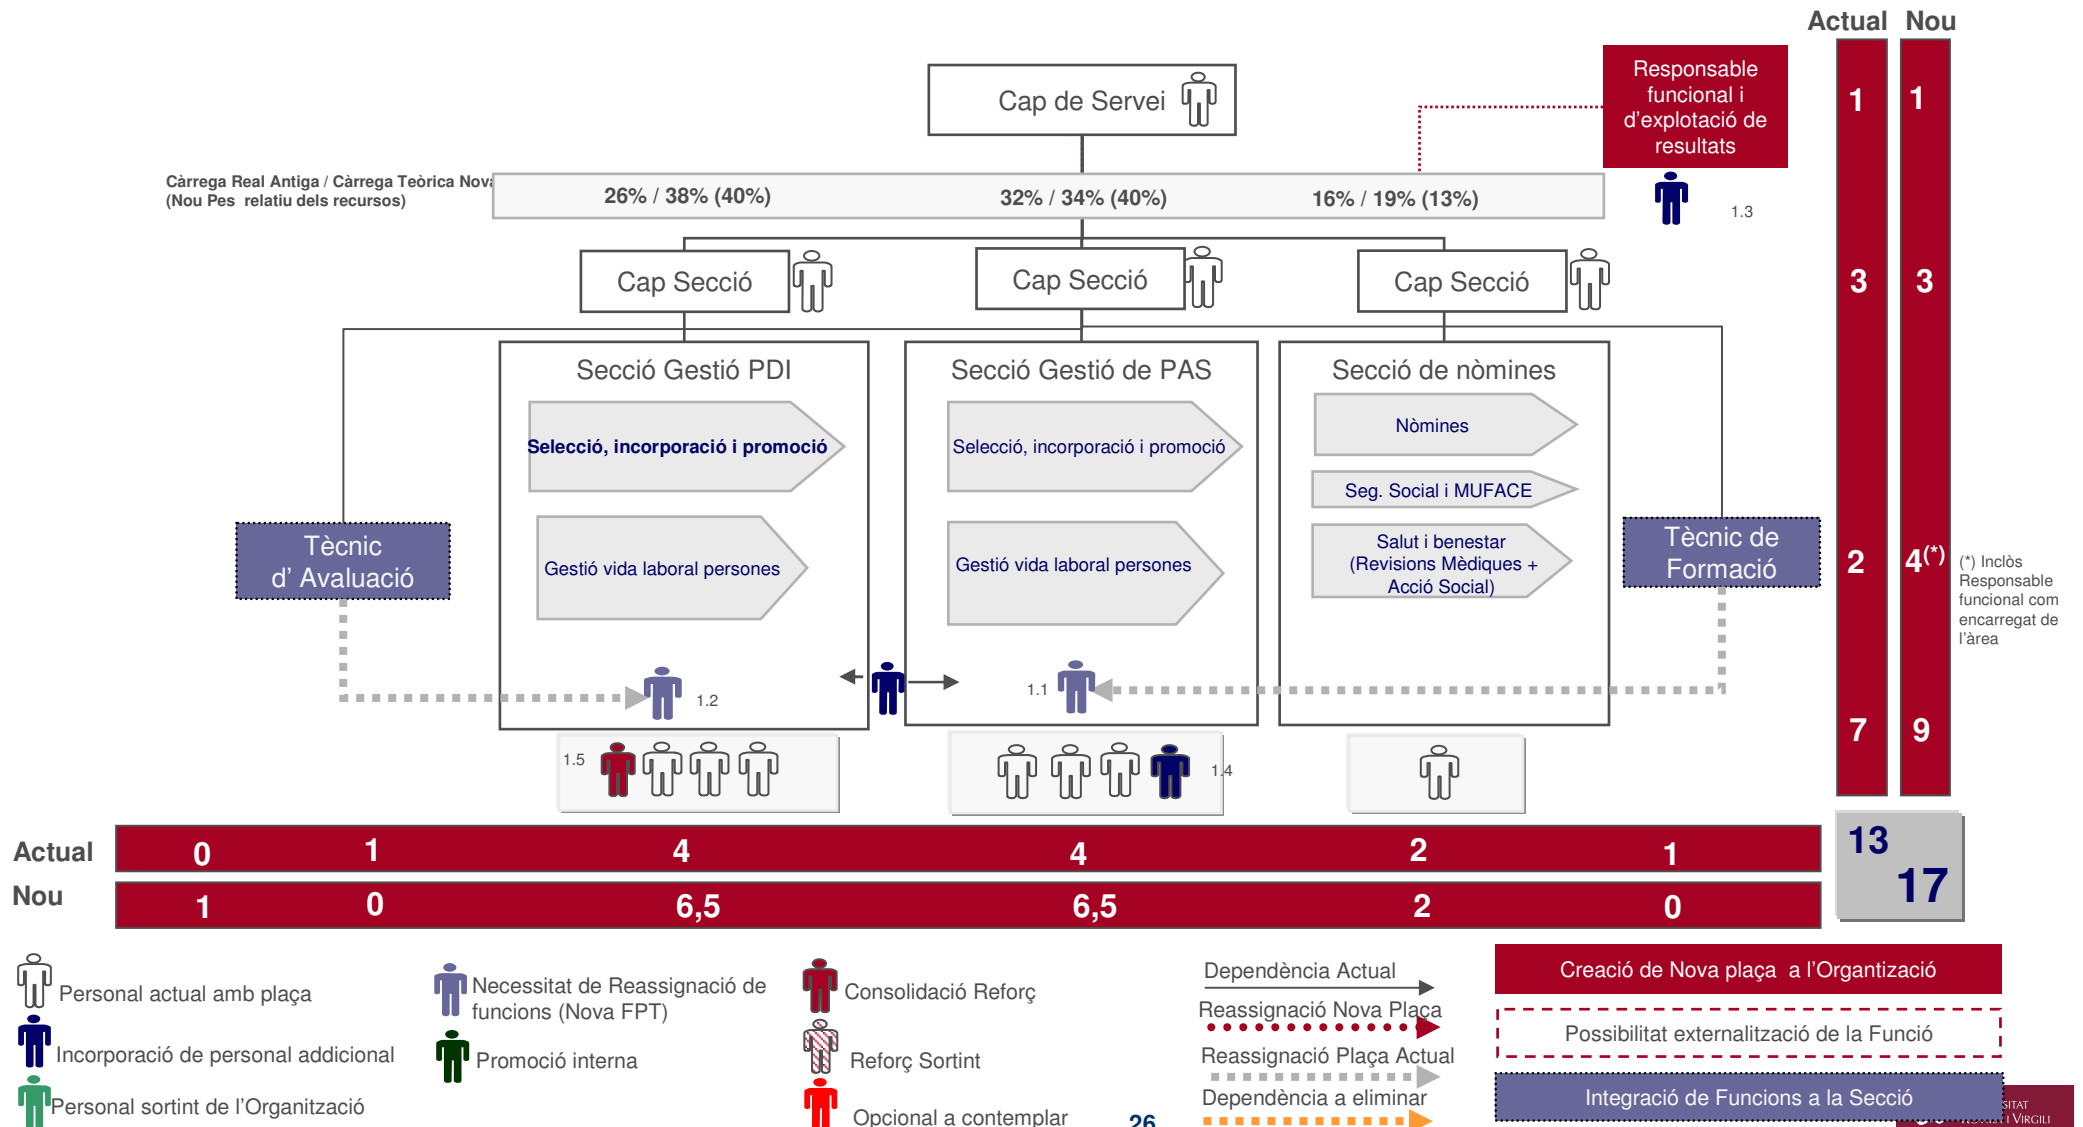 Actual Nou
Responsable
funcional i
d'explotació de
resultats
Cap de Servei
1 1
Càrrega Real Antiga / Càrrega Teòrica Nova
(Nou Pes relatiu dels recursos)
26% / 38% (40%)
32% / 34% (40%)
16% / 19% (13%)
1.3
Cap Secció
Cap Secció
Cap Secció
3 3
Secció Gestió PDI
Secció Gestió de PAS
Secció de nòmines
Selecció, incorporació i promoció
Selecció, incorporació i promoció
Nòmines
Seg. Social i MUFACE
Tècnic
d' Avaluació
Gestió vida laboral persones
Gestió vida laboral persones
Salut i benestar
(Revisions Mèdiques +
Acció Social)
Tècnic de
Formació
2 4(*)
(*) Inclòs
Responsable
funcional com
encarregat de
l'àrea
1.2
1.1
7 9
1.5
1.4
Actual 0 1 4 4 2 1
13
Nou 1 0 6,5 6,5 2 0
17
Personal actual amb plaça
Incorporació de personal addicional
Personal sortint de l'Organització
Necessitat de Reassignació de
funcions (Nova FPT)
Promoció interna
Consolidació Reforç
Reforç Sortint
Opcional a contemplar
Dependència Actual
Reassignació Nova Plaça
Reassignació Plaça Actual
Dependència a eliminar
Creació de Nova plaça a l'Organtizació
Possibilitat externalització de la Funció
Integració de Funcions a la Secció
26
I VIRGILI